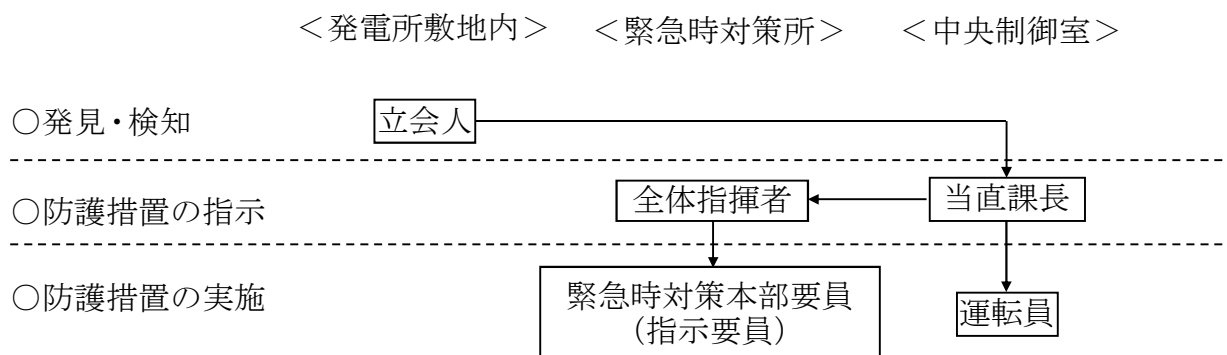 ＜発電所敷地内＞ ＜緊急時対策所＞ ＜中央制御室＞
○発見・検知 立会人
○防護措置の指示 全体指揮者 当直課長
○防護措置の実施 緊急時対策本部要員
（指示要員） 運転員